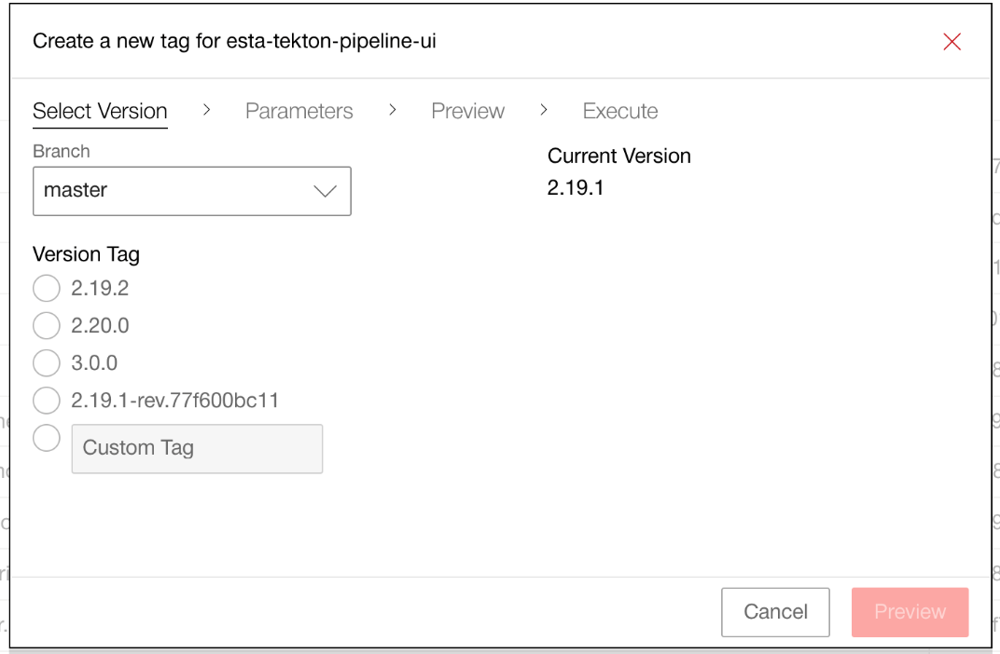 Create a new tag for esta-tekton-pipeline-ui
Select Version > Parameters > Preview > Execute
Branch
master
Current Version
2.19.1
Version Tag
2.19.2
2.20.0
3.0.0
2.19.1-rev.77f600bc11
Custom Tag
Cancel
Preview